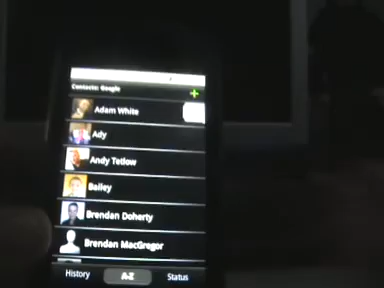 Contacts: Google
Adam White
Ady
Andy Tetlow
Bailey
Brendan Doherty
Brendan MacGregor
History A-Z Status